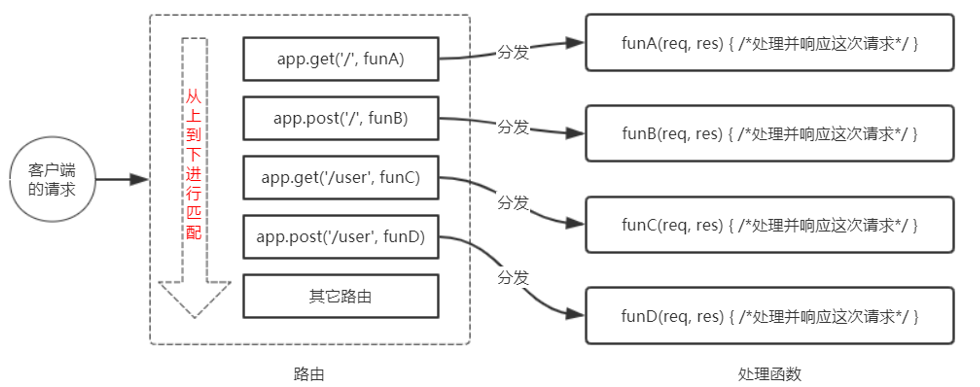 客户端
的请求
从上到下进行匹配
app.get('/', funA)
app.post('/', funB)
app.get('/user', funC)
app.post('/user', funD)
其它路由
分发
分发
分发
分发
funA(req, res) { /*处理并响应这次请求*/ }
funB(req, res) { /*处理并响应这次请求*/ }
funC(req, res) { /*处理并响应这次请求*/ }
funD(req, res) { /*处理并响应这次请求*/ }
路由
处理函数